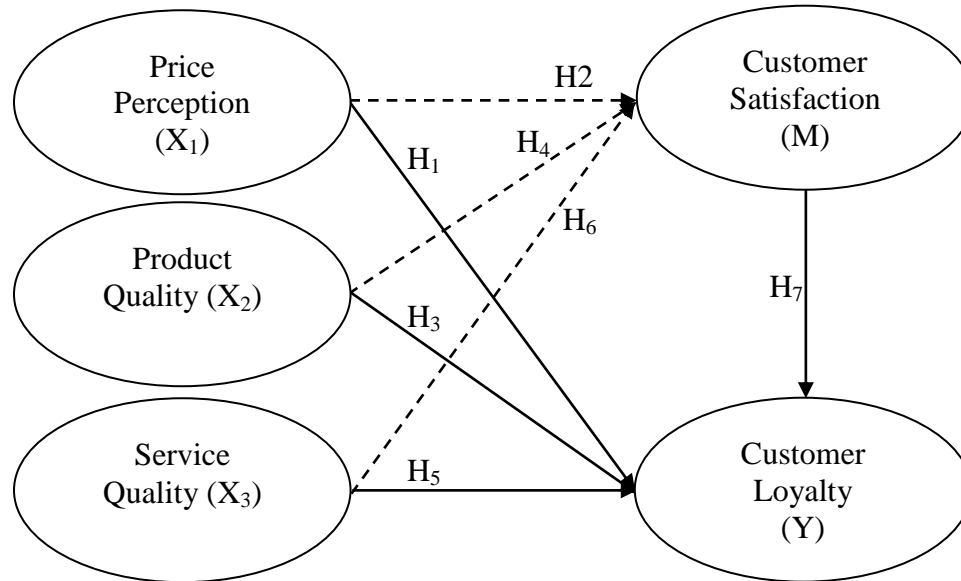 Price
Perception
(X₁)
H2
Customer
Satisfaction
(M)
H₁
H₄
H₆
Product
Quality (X₂)
H₃
H₇
Service
Quality (X₃)
H₅
Customer
Loyalty
(Y)